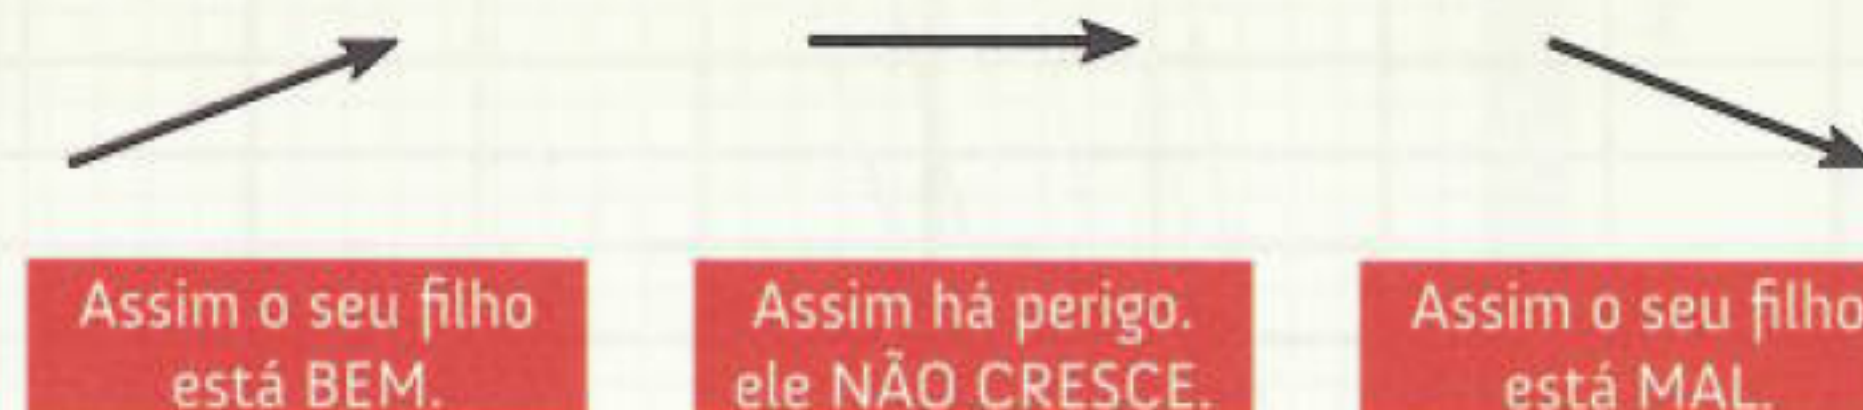 Assim o seu filho
está BEM.
Assim há perigo.
ele NÃO CRESCE.
Assim o seu filho
está MAL.